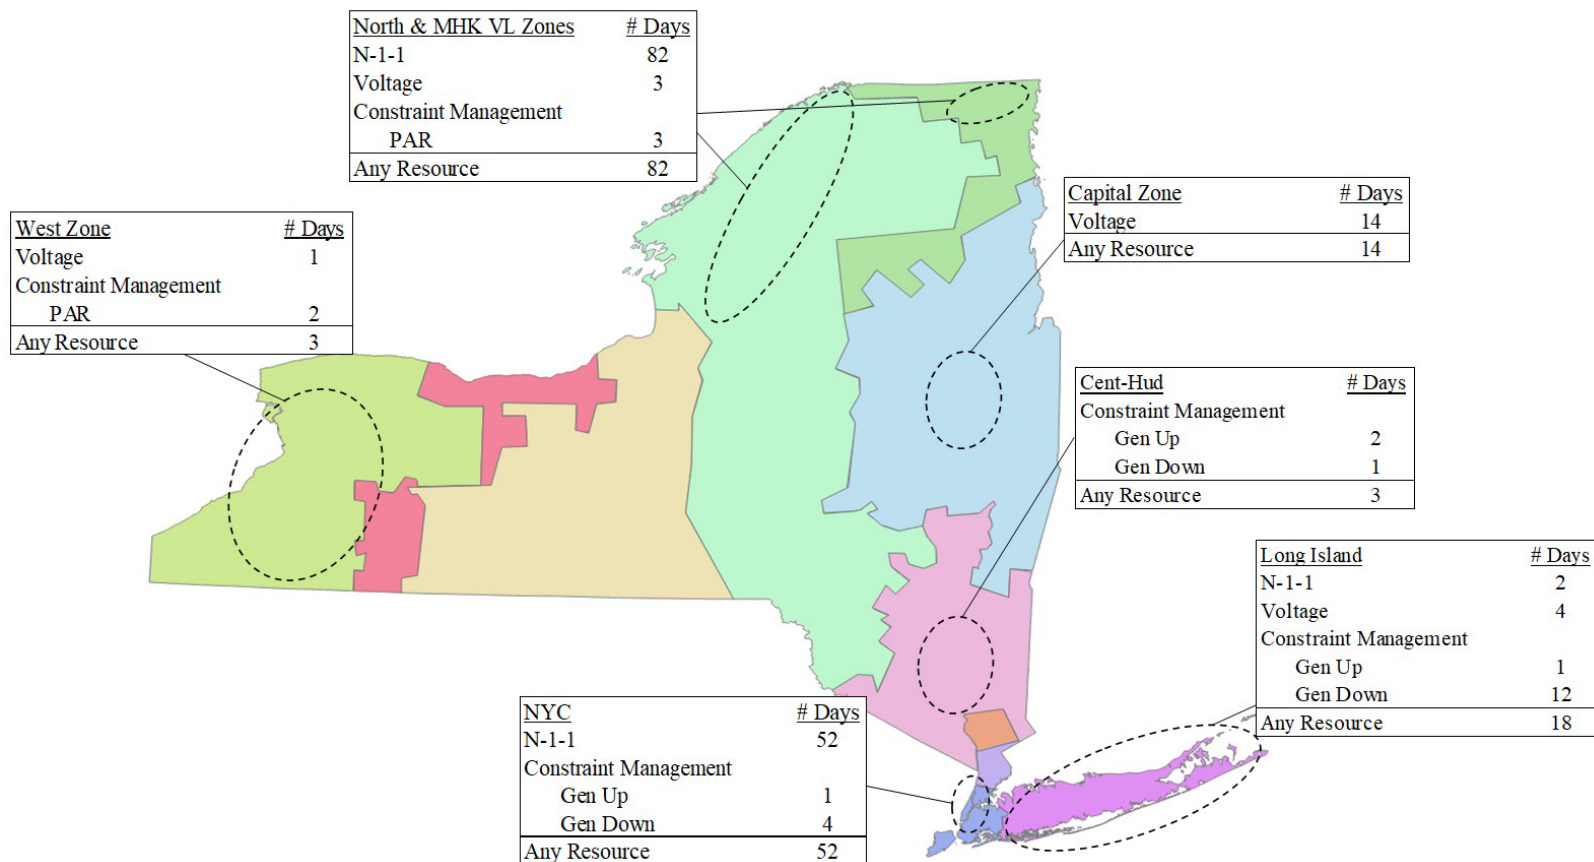 North & MHK VL Zones # Days
N-1-1 82
Voltage 3
Constraint Management
PAR 3
Any Resource 82
West Zone # Days
Voltage 1
Constraint Management
PAR 2
Any Resource 3
Capital Zone # Days
Voltage 14
Any Resource 14
Cent-Hud # Days
Constraint Management
Gen Up 2
Gen Down 1
Any Resource 3
Long Island # Days
N-1-1 2
Voltage 4
Constraint Management
Gen Up 1
Gen Down 12
Any Resource 18
NYC # Days
N-1-1 52
Constraint Management
Gen Up 1
Gen Down 4
Any Resource 52